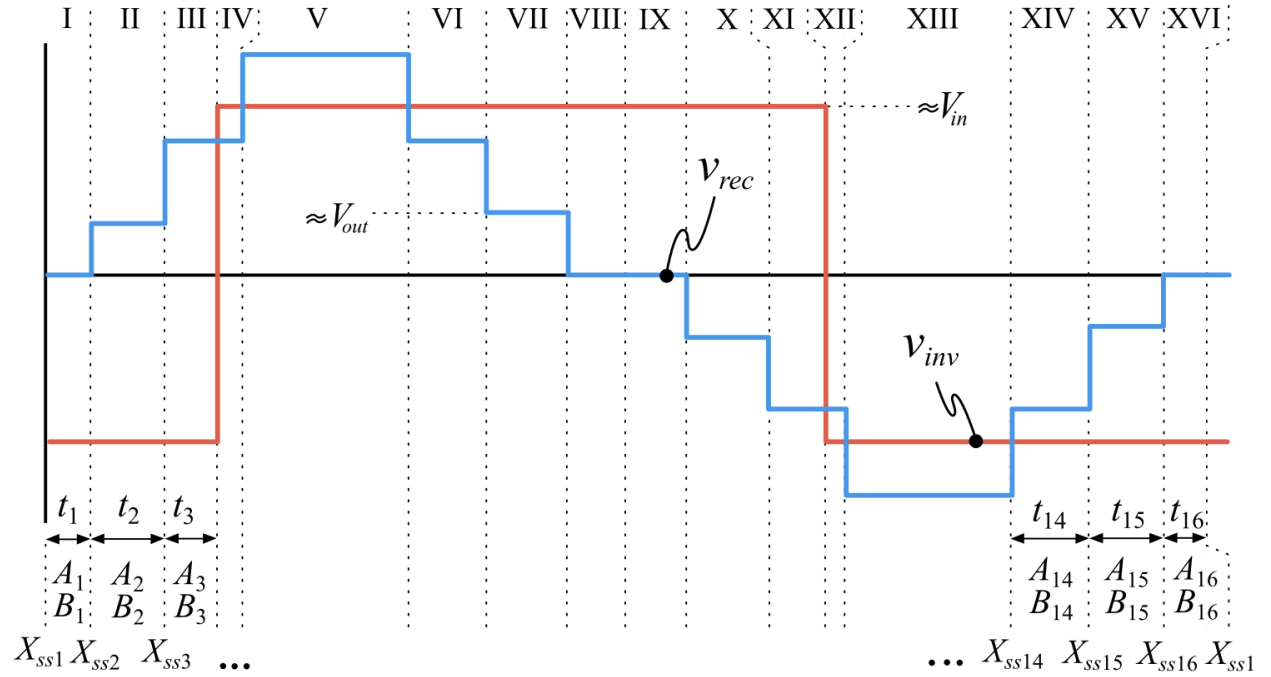 I II III IV V VI VII VIII IX X XI XII XIII XIV XV XVI
≈V_in
v_rec
≈V_out
v_inv
t_1 t_2 t_3 t_14 t_15 t_16
A_1 A_2 A_3 A_14 A_15 A_16
B_1 B_2 B_3 B_14 B_15 B_16
X_ss1 X_ss2 X_ss3 ... ... X_ss14 X_ss15 X_ss16 X_ss1